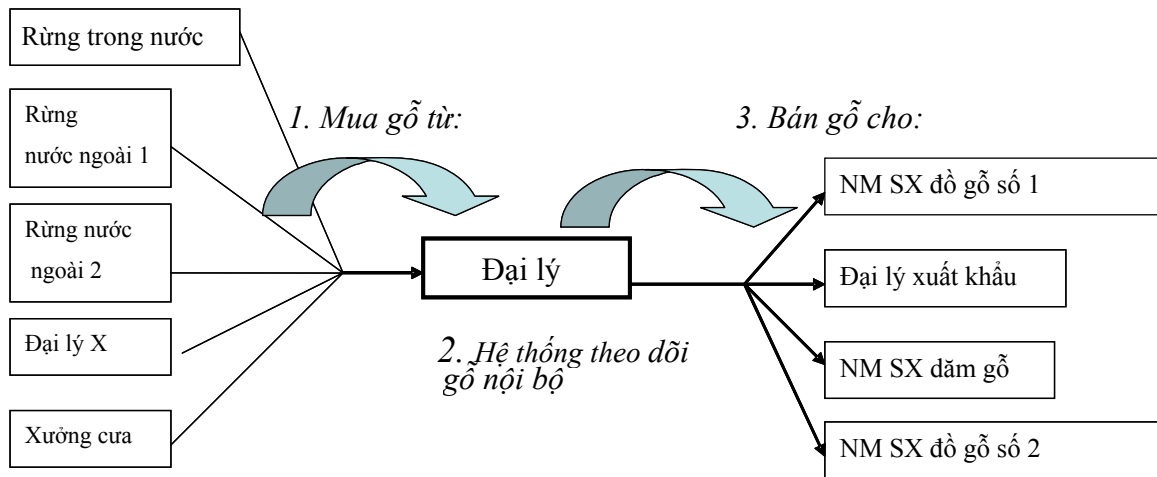 Rừng trong nước
Rừng
nước ngoài 1
Rừng nước
ngoài 2
Đại lý X
Xưởng cưa
1. Mua gỗ từ:
Đại lý
2. Hệ thống theo dõi
gỗ nội bộ
3. Bán gỗ cho:
NM SX đồ gỗ số 1
Đại lý xuất khẩu
NM SX dăm gỗ
NM SX đồ gỗ số 2